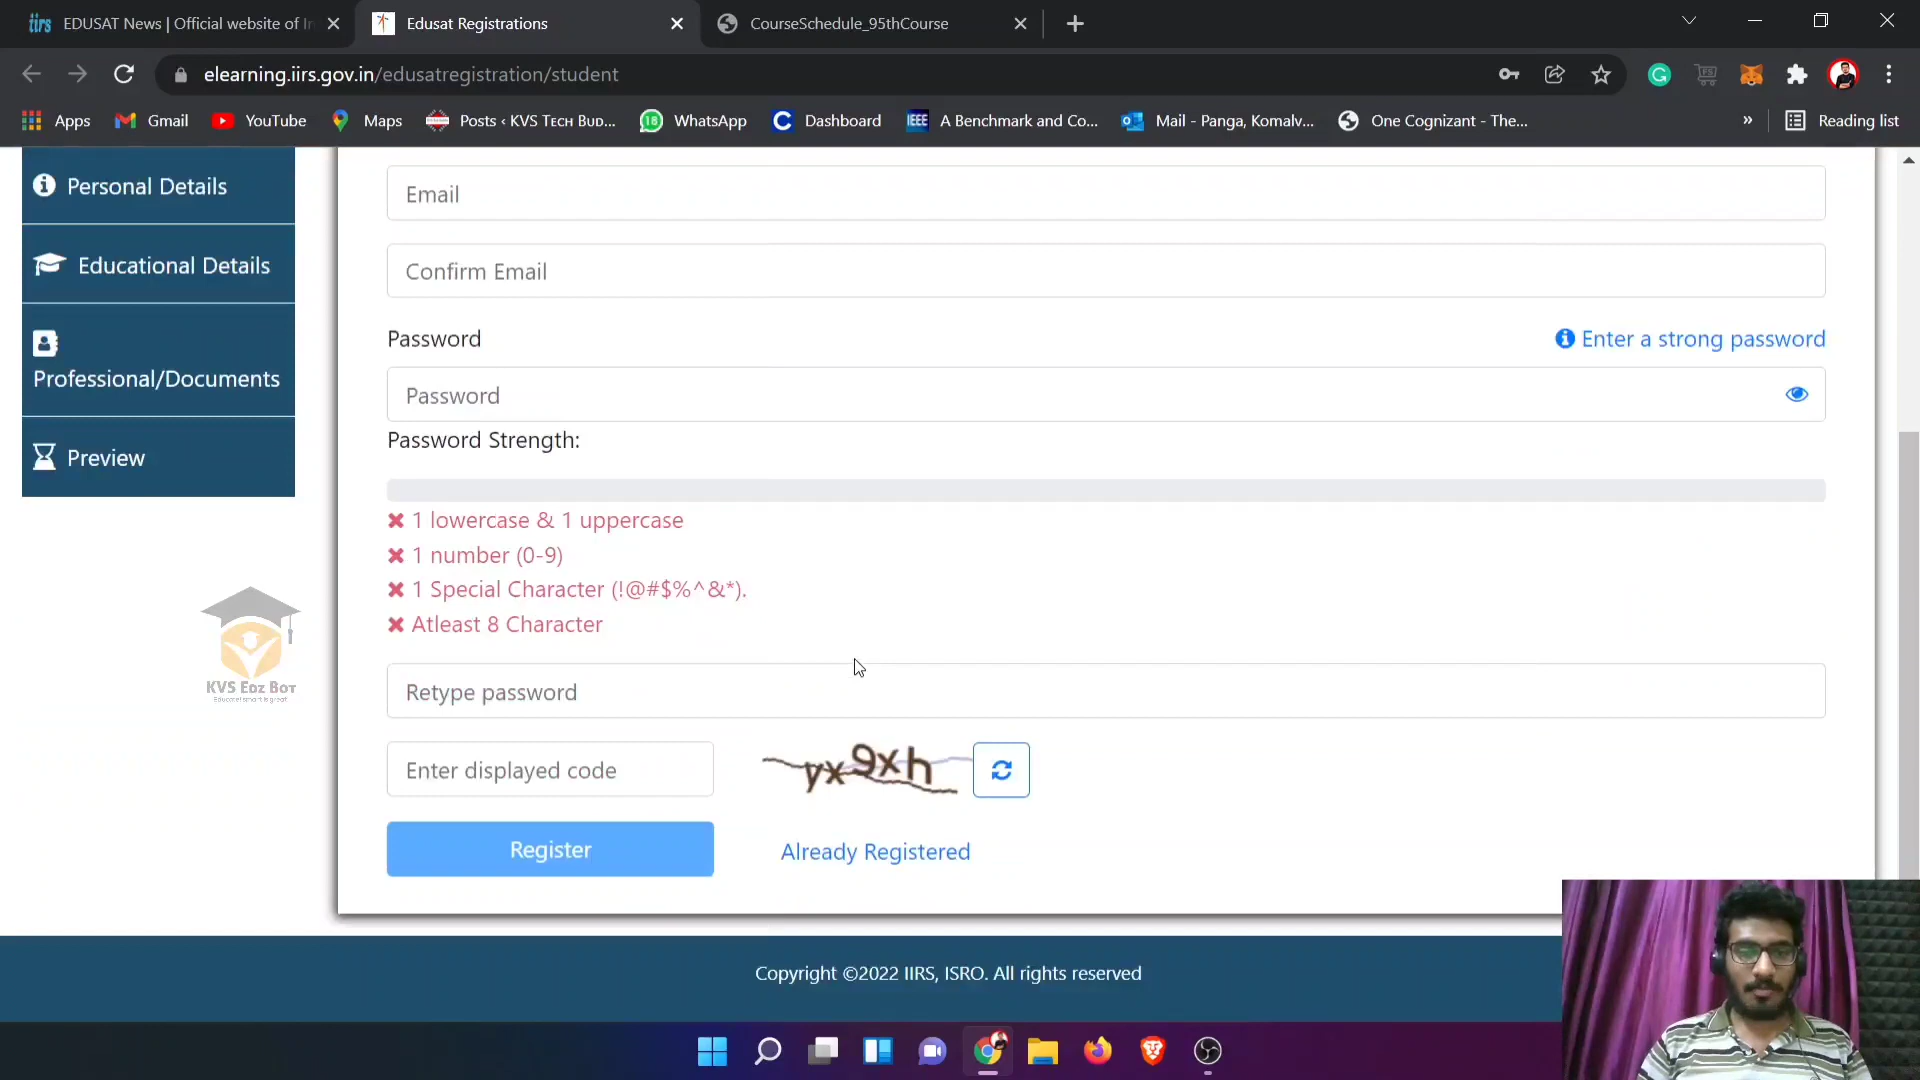 iirs EDUSAT News | Official website of In
Edusat Registrations
CourseSchedule_95thCourse
elearning.iirs.gov.in/edusatregistration/student
Apps
Gmail
YouTube
Maps
Posts ‹ KVS Tech Bud...
18 WhatsApp
C Dashboard
IEEE A Benchmark and Co...
Mail - Panga, Komalv...
One Cognizant - The...
»
Reading list
Personal Details
Educational Details
Professional/Documents
Preview
Email
Confirm Email
Password
Enter a strong password
Password
Password Strength:
1 lowercase & 1 uppercase
1 number (0-9)
1 Special Character (!@#$%^&*).
Atleast 8 Character
KVS Edz Bot
Retype password
Enter displayed code
yx9xh
Register
Already Registered
Copyright ©2022 IIRS, ISRO. All rights reserved